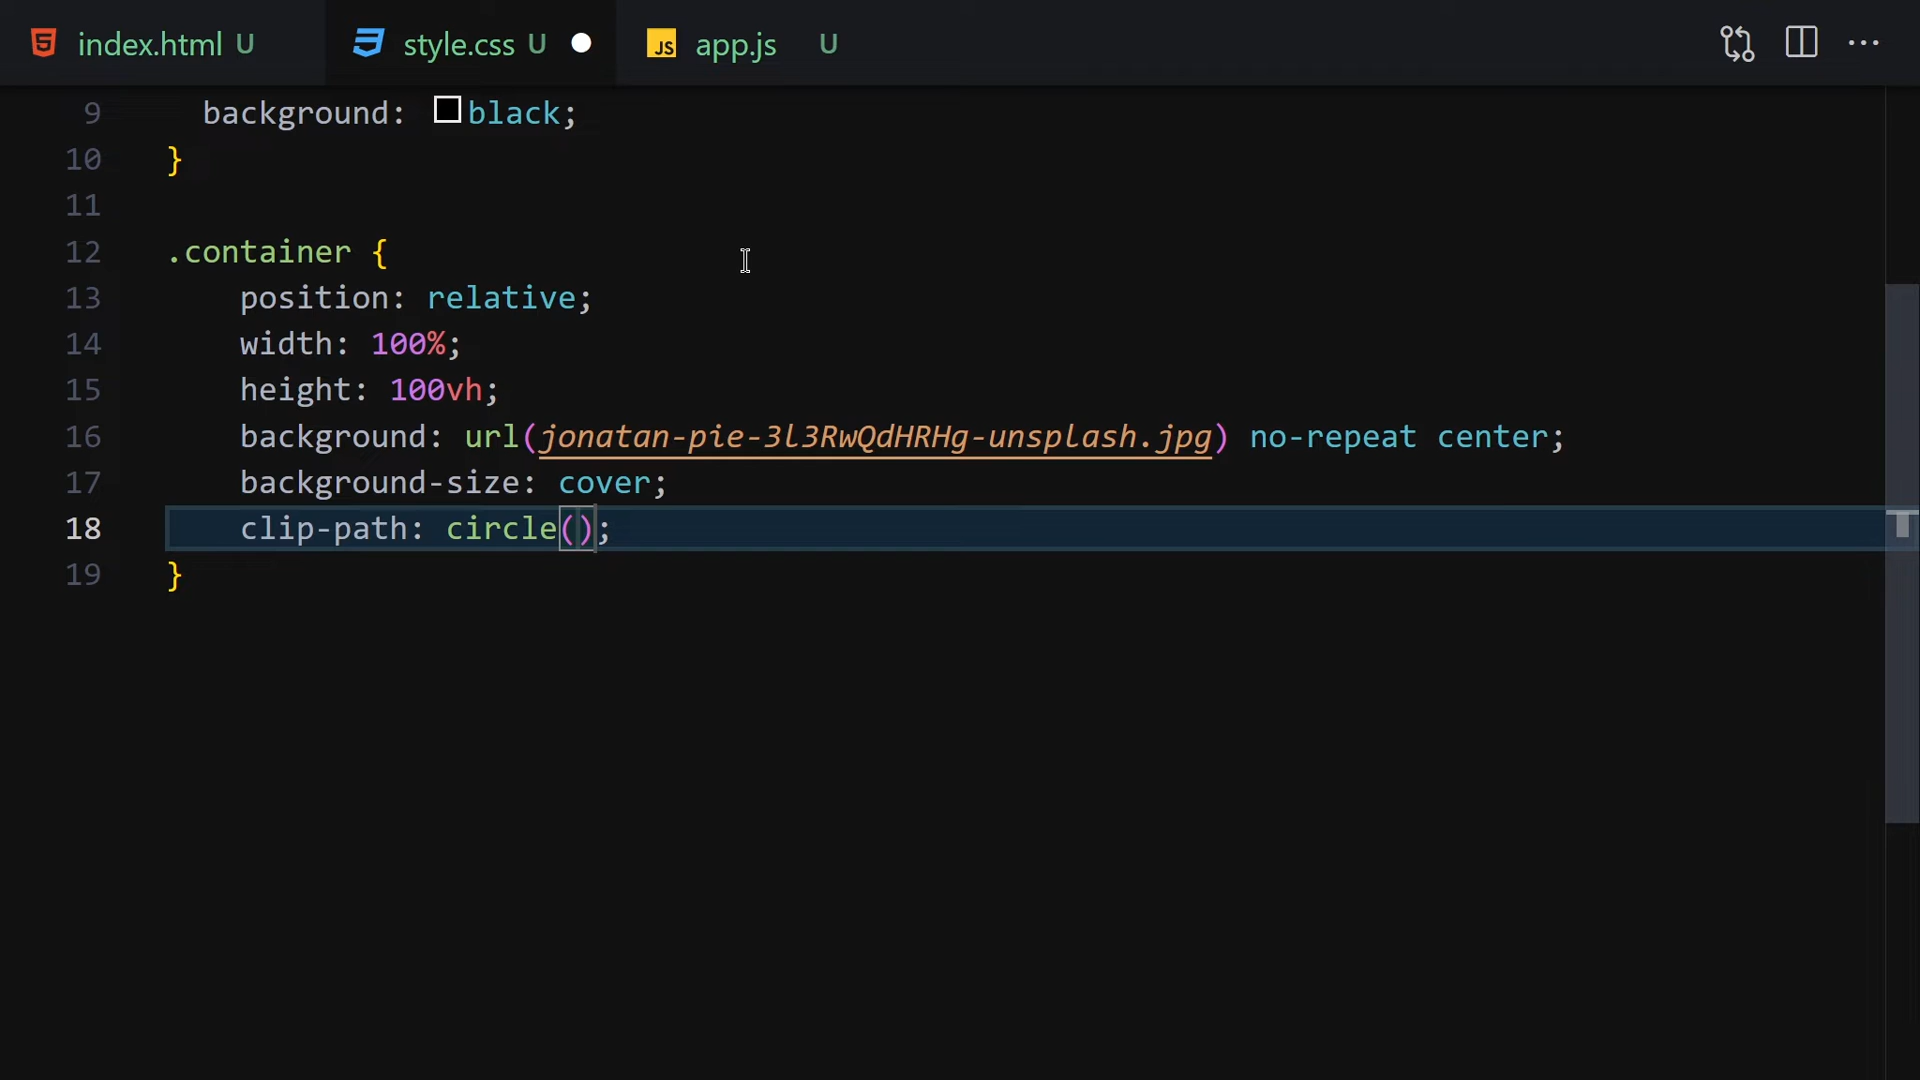 index.html U style.css U JS app.js U
9 background: black;
10 }
11
12 .container {
13 position: relative;
14 width: 100%;
15 height: 100vh;
16 background: url(jonatan-pie-3l3RwQdHRHg-unsplash.jpg) no-repeat center;
17 background-size: cover;
18 clip-path: circle();
19 }